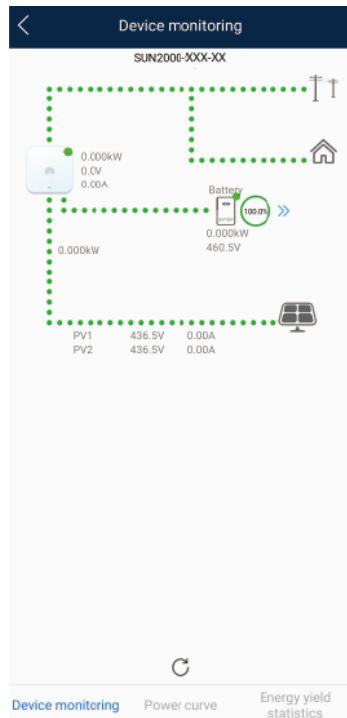 Device monitoring
SUN2000-XXX-XX
0.000kW
0.0V
0.00A
Battery
100.0%
0.000kW
460.5V
0.000kW
PV1 436.5V 0.00A
PV2 436.5V 0.00A
Device monitoring Power curve Energy yield
statistics